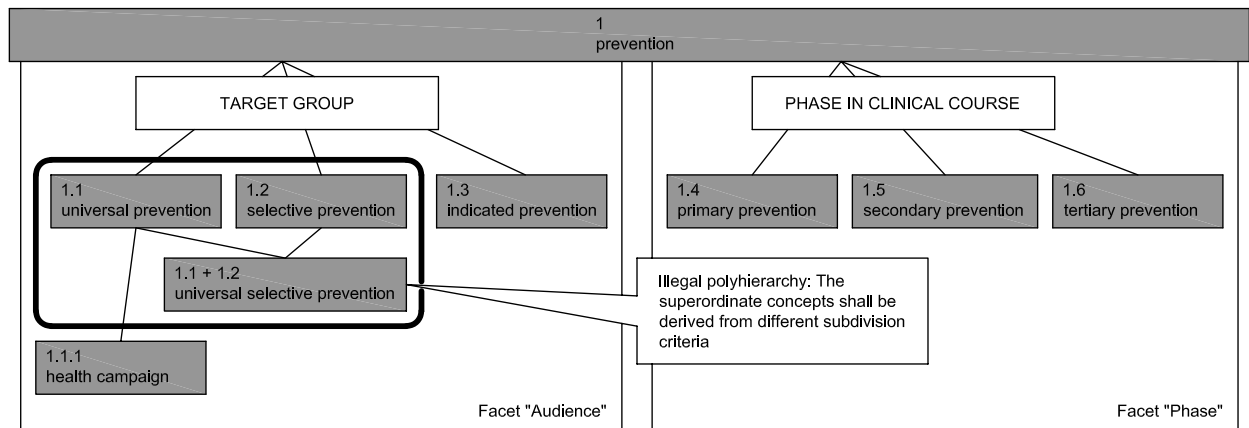 1
prevention
TARGET GROUP
PHASE IN CLINICAL COURSE
1.1
universal prevention
1.2
selective prevention
1.3
indicated prevention
1.4
primary prevention
1.5
secondary prevention
1.6
tertiary prevention
1.1 + 1.2
universal selective prevention
Illegal polyhierarchy: The
superordinate concepts shall be
derived from different subdivision
criteria
1.1.1
health campaign
Facet "Audience"
Facet "Phase"